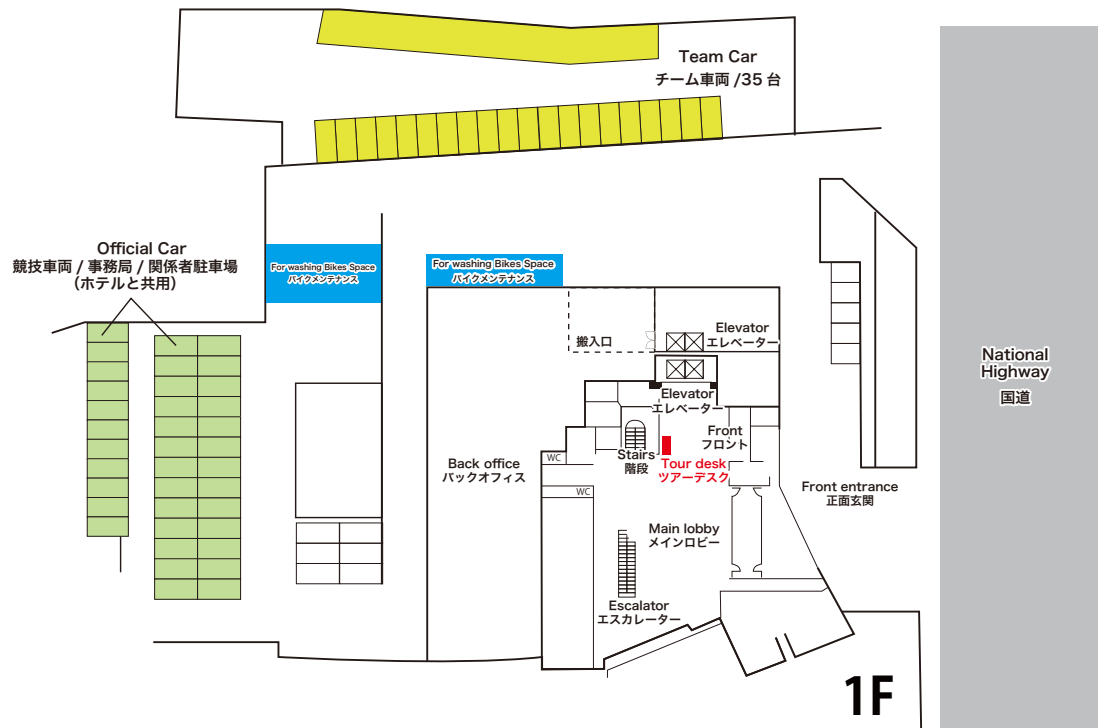 Team Car
チーム車両 /35 台
Official Car
競技車両 / 事務局 / 関係者駐車場
（ホテルと共用）
For washing Bikes Space
バイクメンテナンス
For washing Bikes Space
バイクメンテナンス
搬入口
Elevator
エレベーター
Elevator
エレベーター
Front
フロント
Stairs
階段
Tour desk
ツアーデスク
WC
WC
Back office
バックオフィス
Front entrance
正面玄関
Main lobby
メインロビー
Escalator
エスカレーター
National
Highway
国道
1F